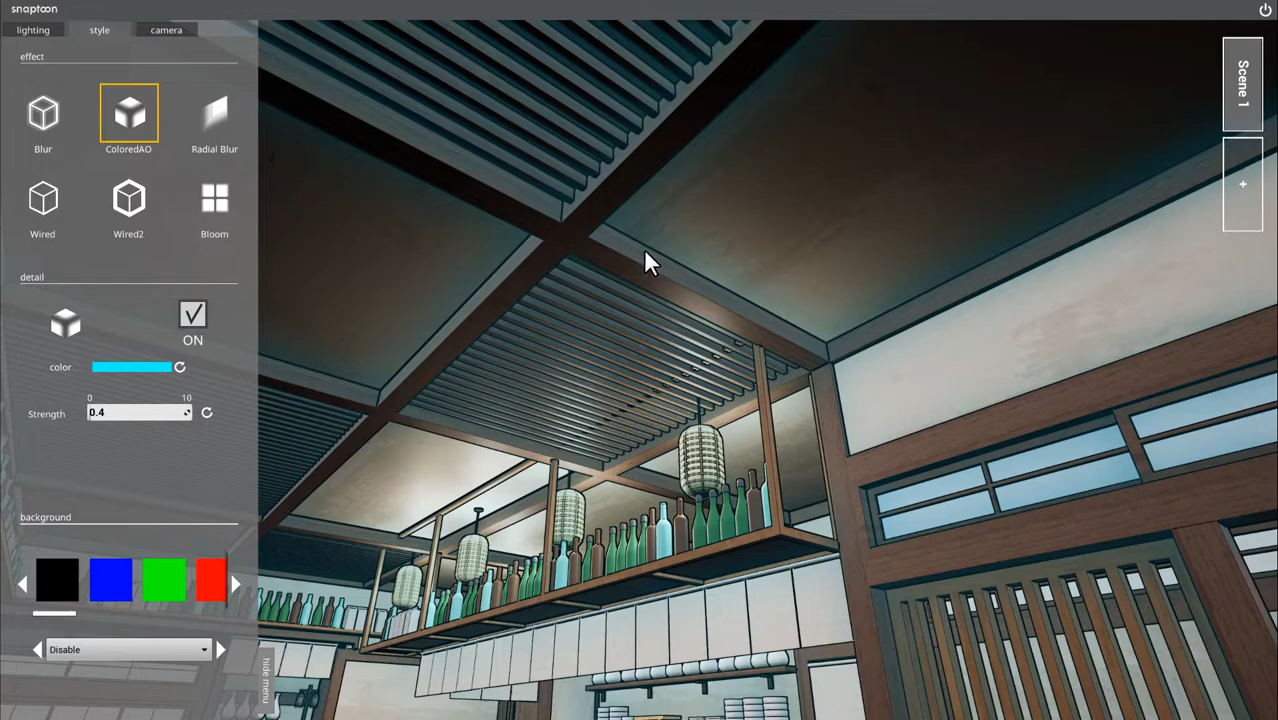 snaptoon
lighting style camera
effect
Blur ColoredAO Radial Blur
Wired Wired2 Bloom
detail
ON
color
0 10
Strength 0.4
background
Disable
hide menu
Scene 1
+